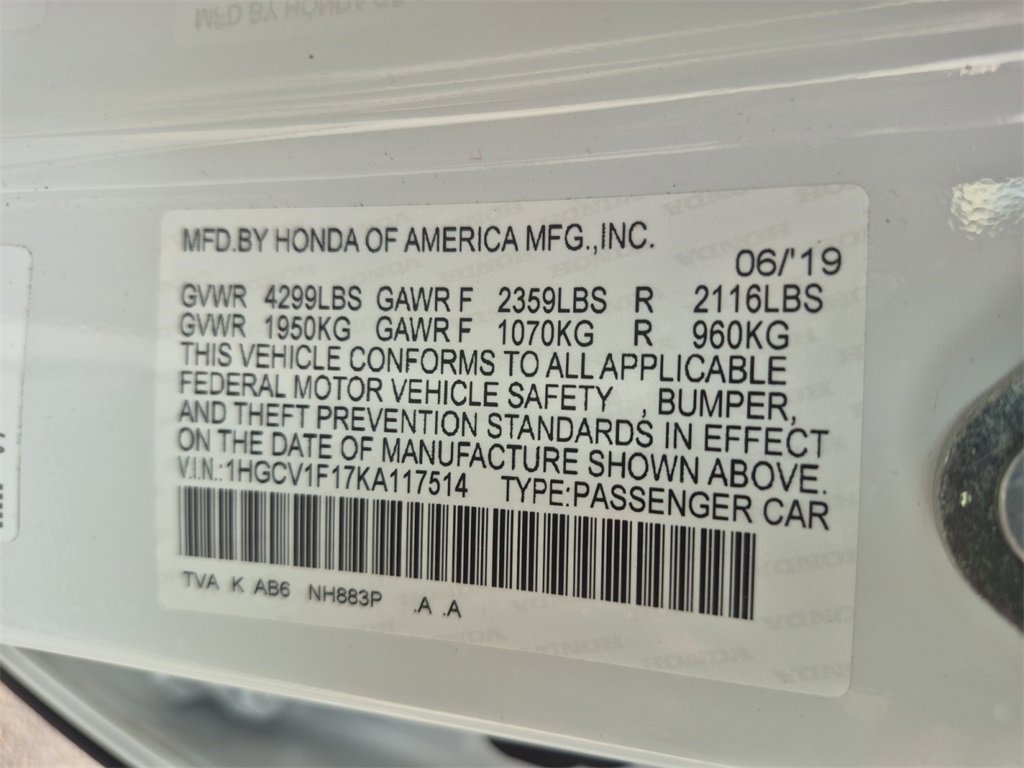 MFD.BY HONDA OF AMERICA MFG.,INC.
06/'19
GVWR 4299LBS GAWR F 2359LBS R 2116LBS
GVWR 1950KG GAWR F 1070KG R 960KG
THIS VEHICLE CONFORMS TO ALL APPLICABLE
FEDERAL MOTOR VEHICLE SAFETY , BUMPER,
AND THEFT PREVENTION STANDARDS IN EFFECT
ON THE DATE OF MANUFACTURE SHOWN ABOVE.
V.I.N.:1HGCV1F17KA117514 TYPE:PASSENGER CAR
TVA K AB6 NH883P .A .A